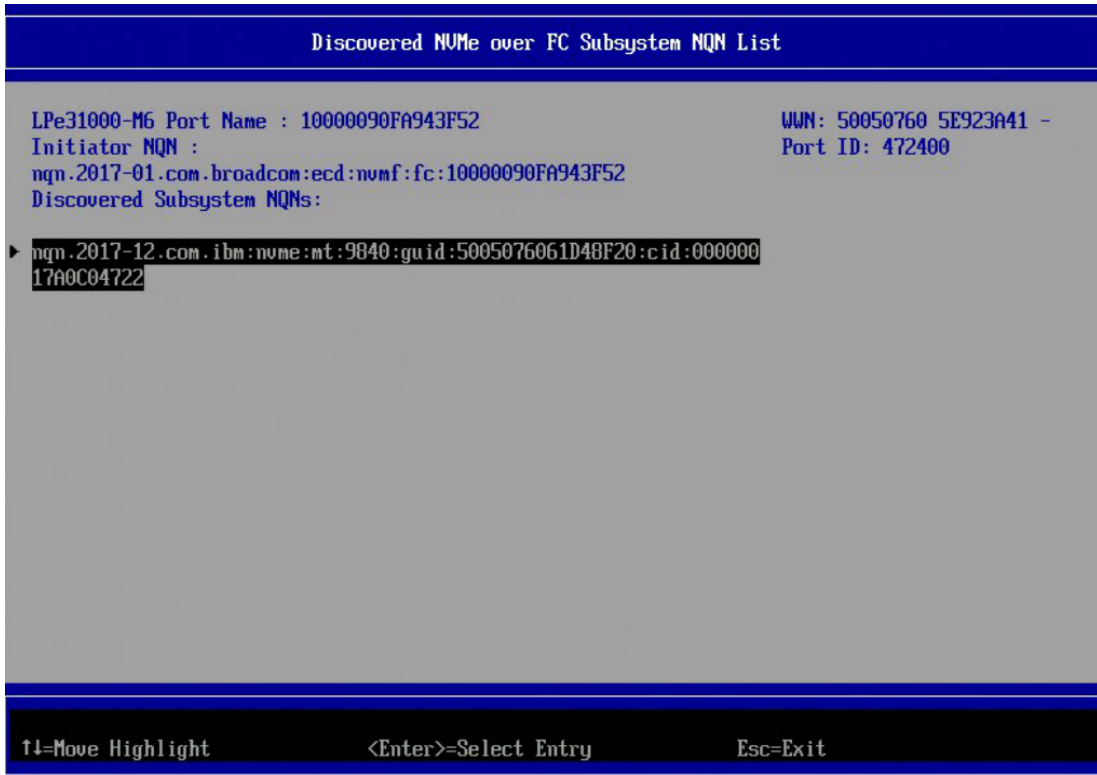 Discovered NVMe over FC Subsystem NQN List
LPe31000-M6 Port Name : 10000090FA943F52
WWN: 50050760 5E923A41 -
Initiator NQN :
Port ID: 472400
nqn.2017-01.com.broadcom:ecd:nvmf:fc:10000090FA943F52
Discovered Subsystem NQNs:
nqn.2017-12.com.ibm:nvme:mt:9840:guid:5005076061D48F20:cid:000000
17A0C04722
↑↓=Move Highlight
<Enter>=Select Entry
Esc=Exit